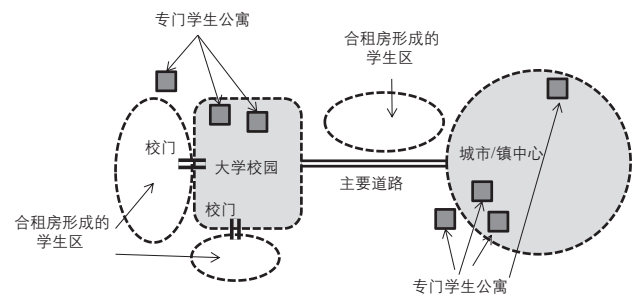 专门学生公寓
合租房形成的
学生区
校门
大学校园
城市/镇中心
主要道路
校门
合租房形成的
学生区
专门学生公寓